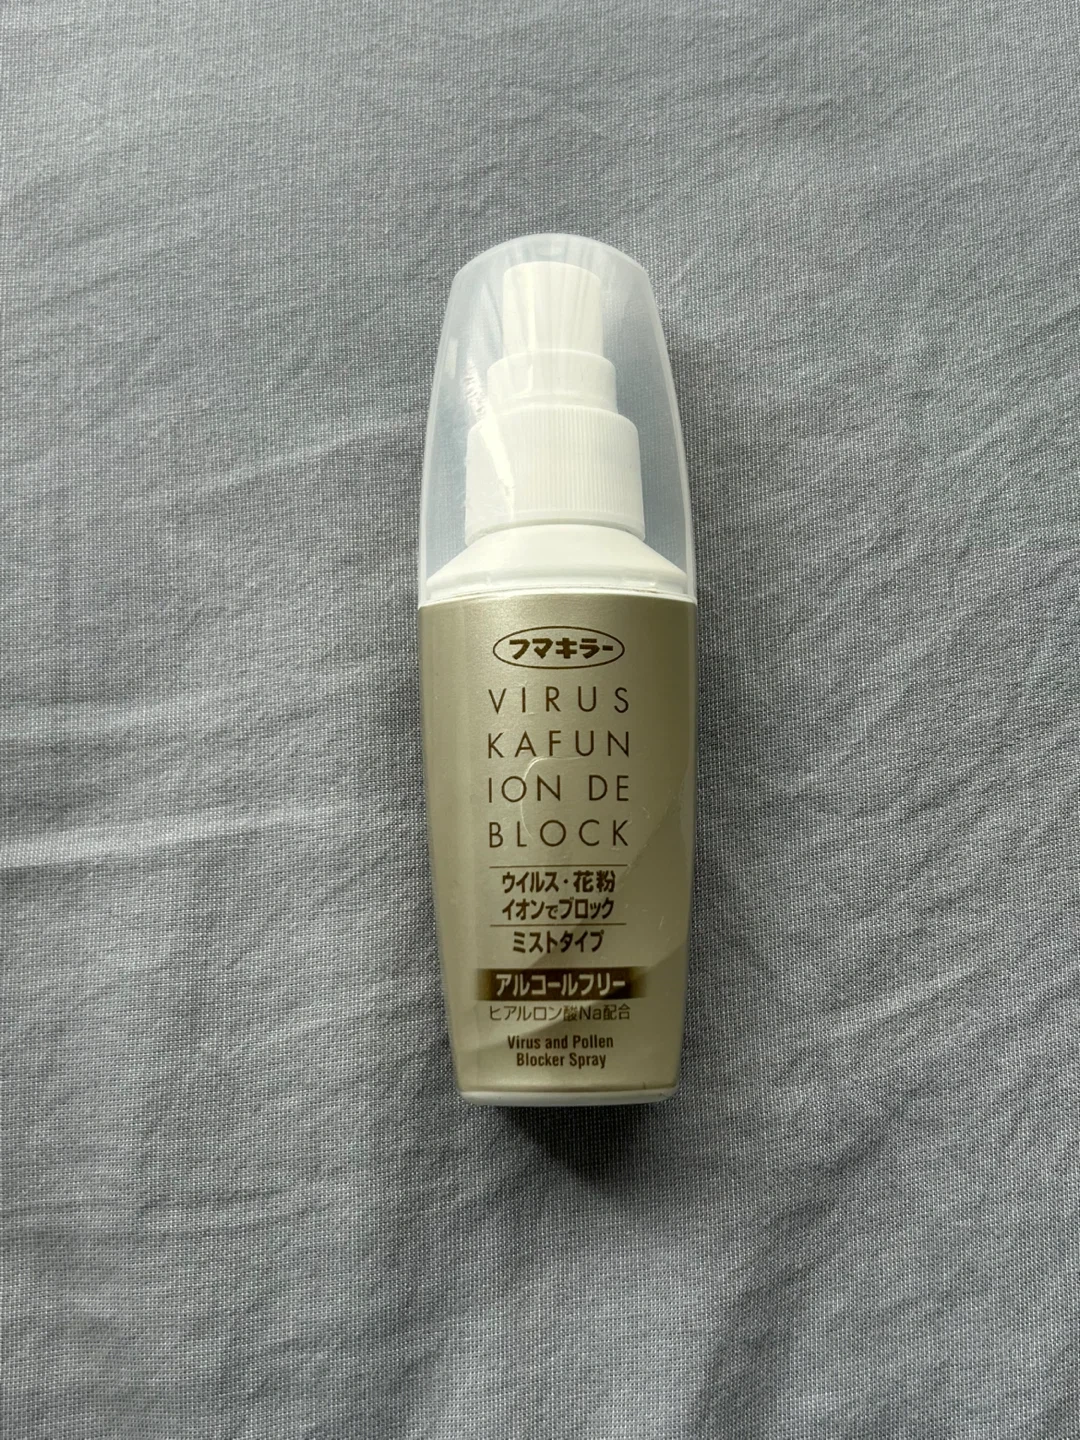 フマキラー
VIRUS
KAFUN
ION DE
BLOCK
ウイルス・花粉
イオンでブロック
ミストタイプ
アルコールフリー
ヒアルロン酸Na配合
Virus and Pollen
Blocker Spray